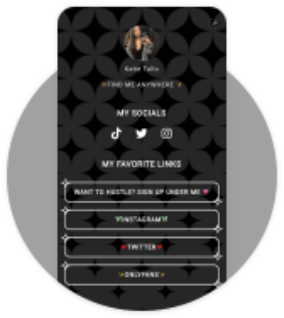 Katie Tallo
✨FIND ME ANYWHERE✨
MY SOCIALS
MY FAVORITE LINKS
WANT TO HUSTLE? SIGN UP UNDER ME 💗
INSTAGRAM
TWITTER
✨ONLYFANS✨